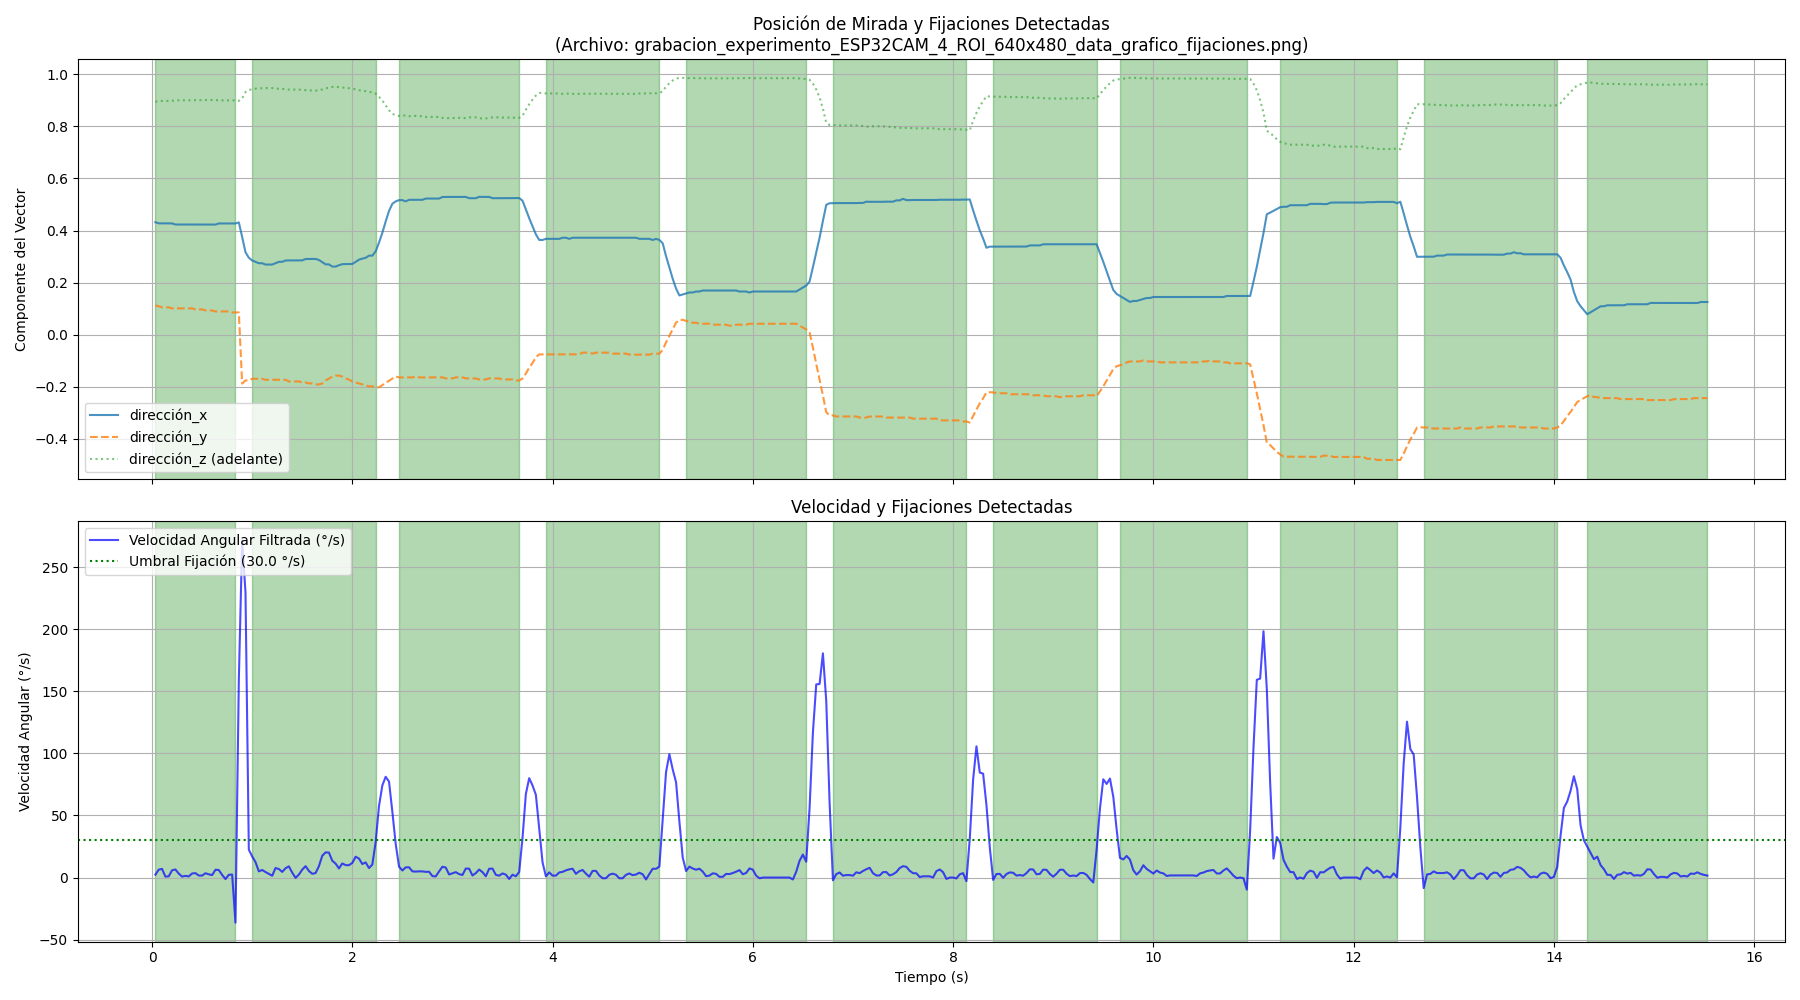 Posición de Mirada y Fijaciones Detectadas
(Archivo: grabacion_experimento_ESP32CAM_4_ROI_640x480_data_grafico_fijaciones.png)
Componente del Vector
1.0
0.8
0.6
0.4
0.2
0.0
−0.2
−0.4
dirección_x
dirección_y
dirección_z (adelante)
Velocidad y Fijaciones Detectadas
Velocidad Angular (°/s)
250
200
150
100
50
0
−50
Velocidad Angular Filtrada (°/s)
Umbral Fijación (30.0 °/s)
0 2 4 6 8 10 12 14 16
Tiempo (s)